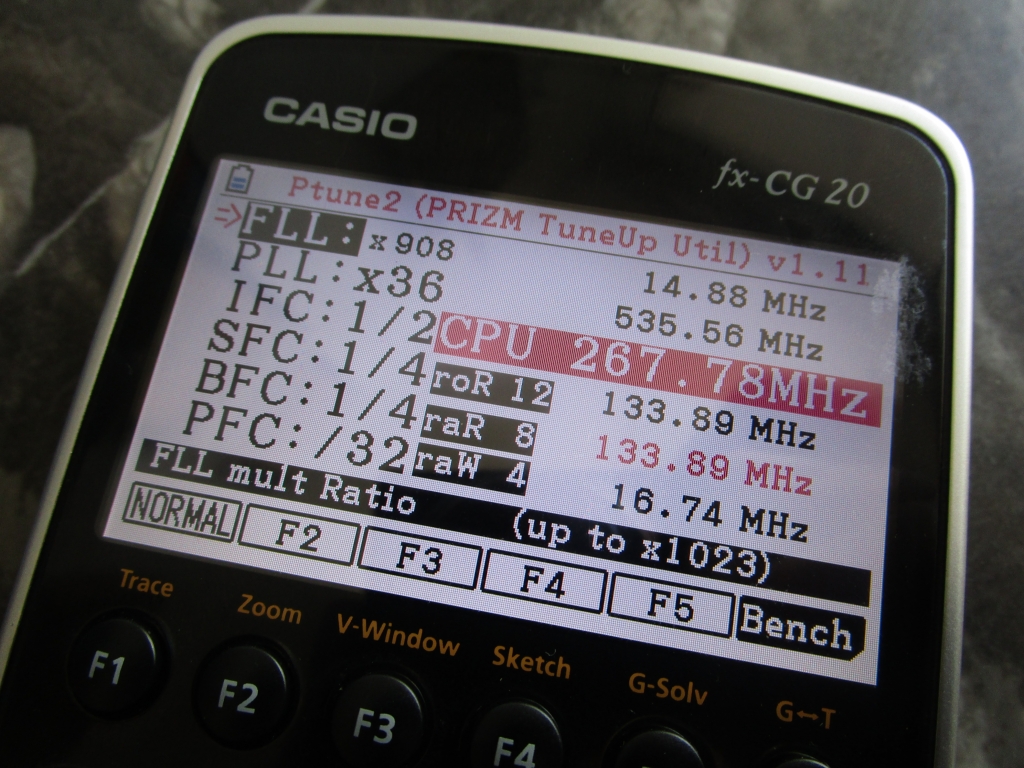 CASIO
fx-CG 20
Ptune2 (PRIZM TuneUp Util) v1.11
=>FLL: x908 14.88 MHz
PLL: x36 535.56 MHz
IFC: 1/2 CPU 267.78MHz
SFC: 1/4 roR 12 133.89 MHz
BFC: 1/4 raR 8 133.89 MHz
PFC: /32 raW 4 16.74 MHz
FLL mult Ratio (up to x1023)
NORMAL F2 F3 F4 F5 Bench
Trace Zoom V-Window Sketch G-Solv G↔T
F1 F2 F3 F4